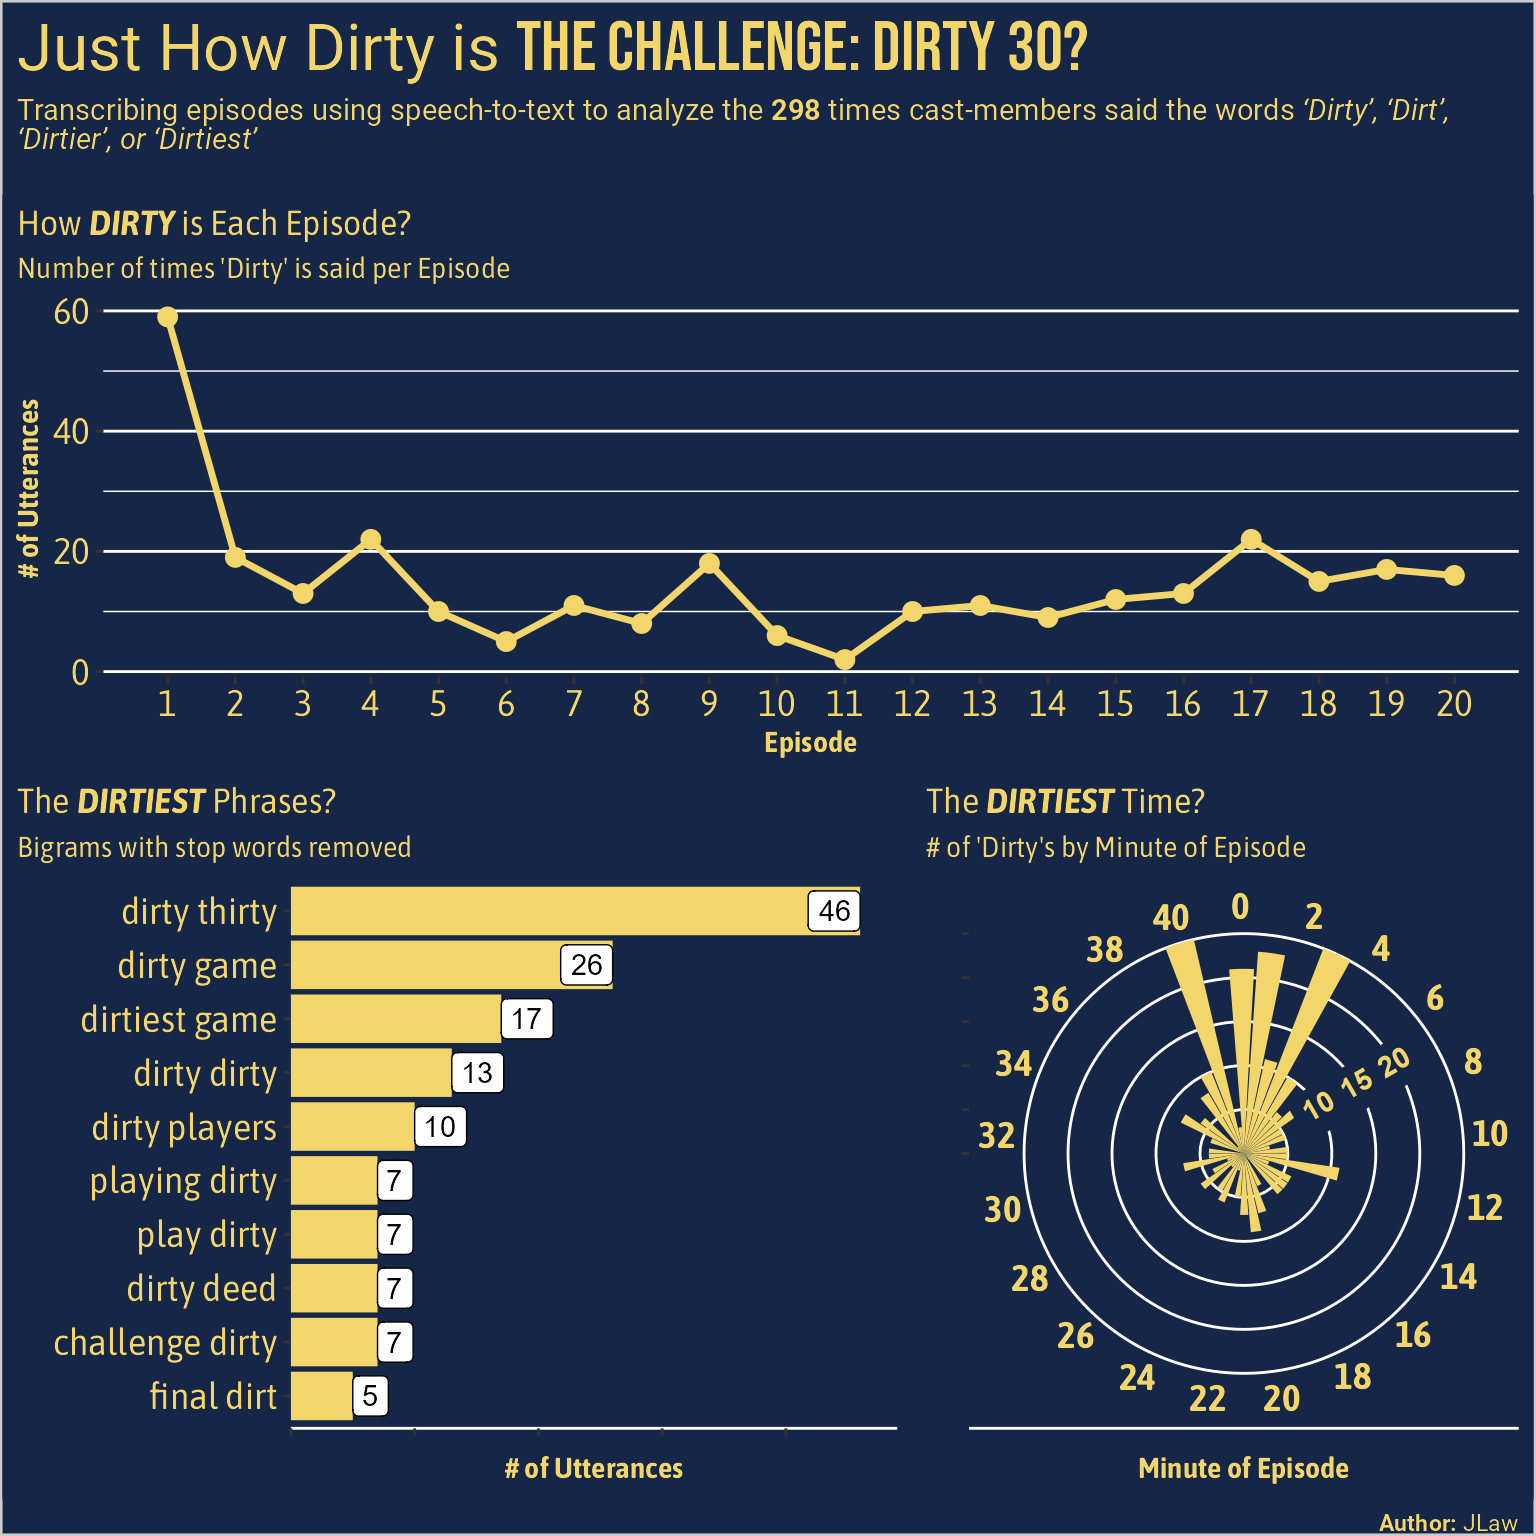 Just How Dirty is THE CHALLENGE: DIRTY 30?
Transcribing episodes using speech-to-text to analyze the 298 times cast-members said the words ‘Dirty’, ‘Dirt’,
‘Dirtier’, or ‘Dirtiest’
How DIRTY is Each Episode?
Number of times 'Dirty' is said per Episode
# of Utterances
60
40
20
0
1 2 3 4 5 6 7 8 9 10 11 12 13 14 15 16 17 18 19 20
Episode
The DIRTIEST Phrases?
Bigrams with stop words removed
dirty thirty 46
dirty game 26
dirtiest game 17
dirty dirty 13
dirty players 10
playing dirty 7
play dirty 7
dirty deed 7
challenge dirty 7
final dirt 5
# of Utterances
The DIRTIEST Time?
# of 'Dirty's by Minute of Episode
0
2
4
6
8
10
12
14
16
18
20
22
24
26
28
30
32
34
36
38
40
10 15 20
Minute of Episode
Author: JLaw